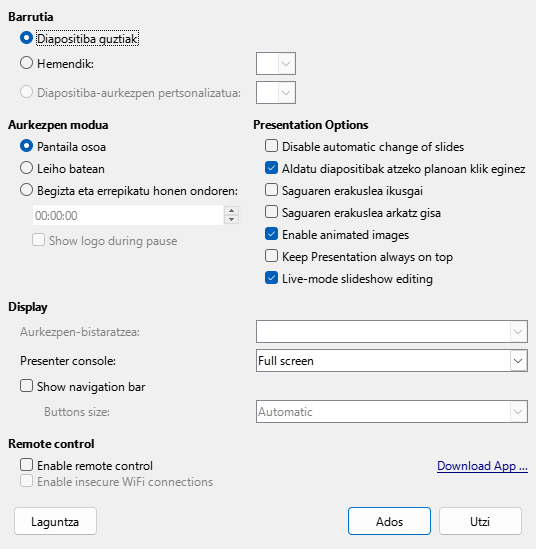 Barrutia
Diapositiba guztiak
Hemendik:
Diapositiba-aurkezpen pertsonalizatua:
Aurkezpen modua
Pantaila osoa
Leiho batean
Begizta eta errepikatu honen ondoren:
00:00:00
Show logo during pause
Presentation Options
Disable automatic change of slides
Aldatu diapositibak atzeko planoan klik eginez
Saguaren erakuslea ikusgai
Saguaren erakuslea arkatz gisa
Enable animated images
Keep Presentation always on top
Live-mode slideshow editing
Display
Aurkezpen-bistaratzea:
Presenter console: Full screen
Show navigation bar
Buttons size: Automatic
Remote control
Enable remote control Download App ...
Enable insecure WiFi connections
Laguntza Ados Utzi